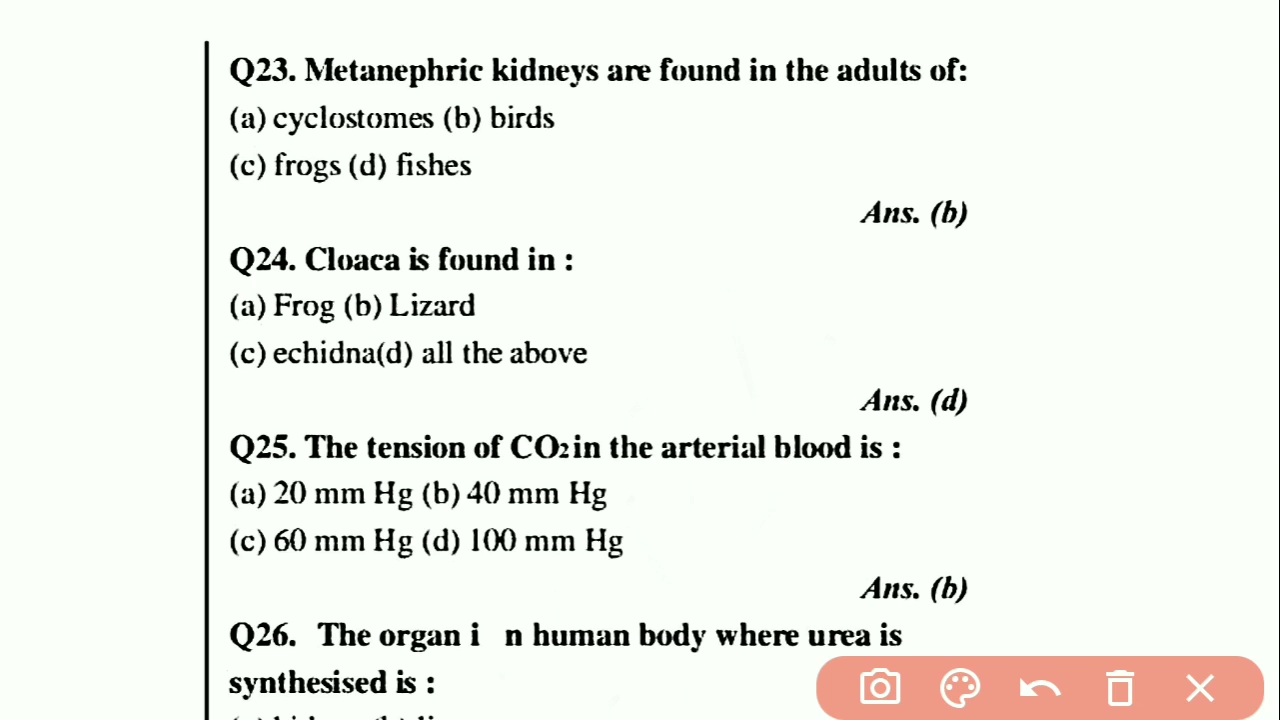 Q23. Metanephric kidneys are found in the adults of:
(a) cyclostomes (b) birds
(c) frogs (d) fishes
Ans. (b)
Q24. Cloaca is found in :
(a) Frog (b) Lizard
(c) echidna(d) all the above
Ans. (d)
Q25. The tension of CO₂in the arterial blood is :
(a) 20 mm Hg (b) 40 mm Hg
(c) 60 mm Hg (d) 100 mm Hg
Ans. (b)
Q26. The organ i n human body where urea is
synthesised is :